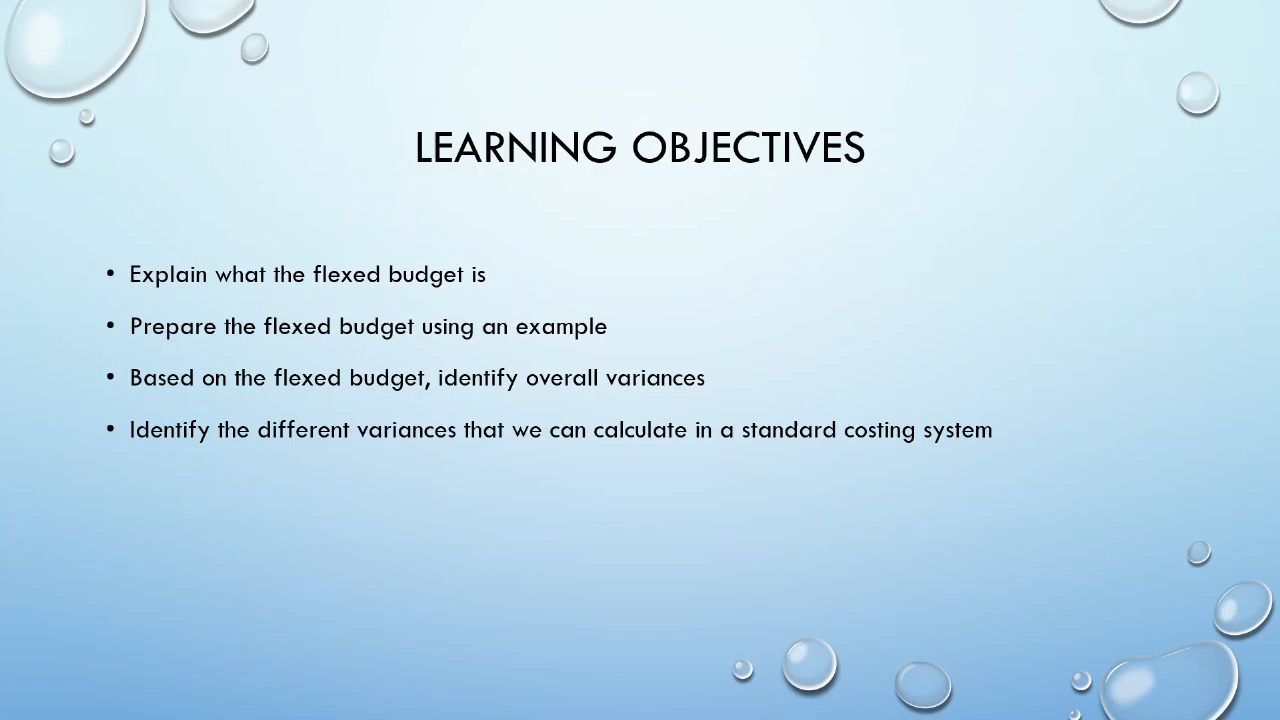 LEARNING OBJECTIVES
• Explain what the flexed budget is
• Prepare the flexed budget using an example
• Based on the flexed budget, identify overall variances
• Identify the different variances that we can calculate in a standard costing system